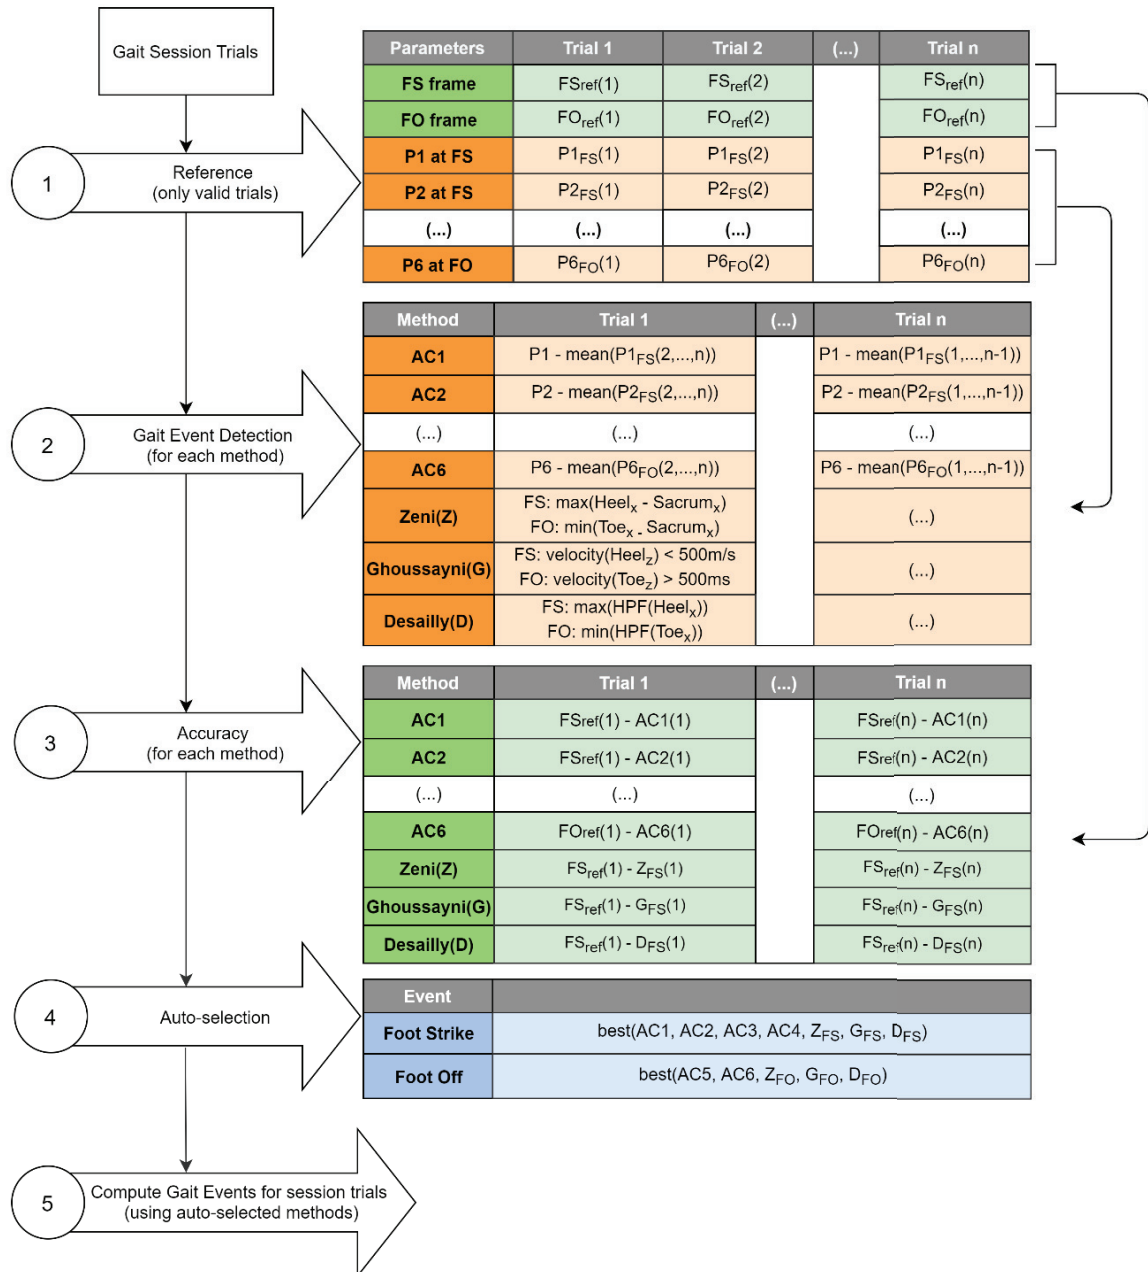 Gait Session Trials
1
Reference
(only valid trials)
Parameters Trial 1 Trial 2 (...) Trial n
FS frame FSref(1) FSref(2) FSref(n)
FO frame FOref(1) FOref(2) FOref(n)
P1 at FS P1FS(1) P1FS(2) P1FS(n)
P2 at FS P2FS(1) P2FS(2) P2FS(n)
(...) (...) (...) (...)
P6 at FO P6FO(1) P6FO(2) P6FO(n)
2
Gait Event Detection
(for each method)
Method Trial 1 (...) Trial n
AC1 P1 - mean(P1FS(2,...,n)) P1 - mean(P1FS(1,...,n-1))
AC2 P2 - mean(P2FS(2,...,n)) P2 - mean(P2FS(1,...,n-1))
(...) (...) (...)
AC6 P6 - mean(P6FO(2,...,n)) P6 - mean(P6FO(1,...,n-1))
Zeni(Z) FS: max(Heelx - Sacrumx) (...)
FO: min(Toex - Sacrumx)
Ghoussayni(G) FS: velocity(Heelz) < 500m/s (...)
FO: velocity(Toez) > 500ms
Desailly(D) FS: max(HPF(Heelx)) (...)
FO: min(HPF(Toex))
3
Accuracy
(for each method)
Method Trial 1 (...) Trial n
AC1 FSref(1) - AC1(1) FSref(n) - AC1(n)
AC2 FSref(1) - AC2(1) FSref(n) - AC2(n)
(...) (...) (...)
AC6 FOref(1) - AC6(1) FOref(n) - AC6(n)
Zeni(Z) FSref(1) - ZFS(1) FSref(n) - ZFS(n)
Ghoussayni(G) FSref(1) - GFS(1) FSref(n) - GFS(n)
Desailly(D) FSref(1) - DFS(1) FSref(n) - DFS(n)
4
Auto-selection
Event
Foot Strike best(AC1, AC2, AC3, AC4, ZFS, GFS, DFS)
Foot Off best(AC5, AC6, ZFO, GFO, DFO)
5
Compute Gait Events for session trials
(using auto-selected methods)